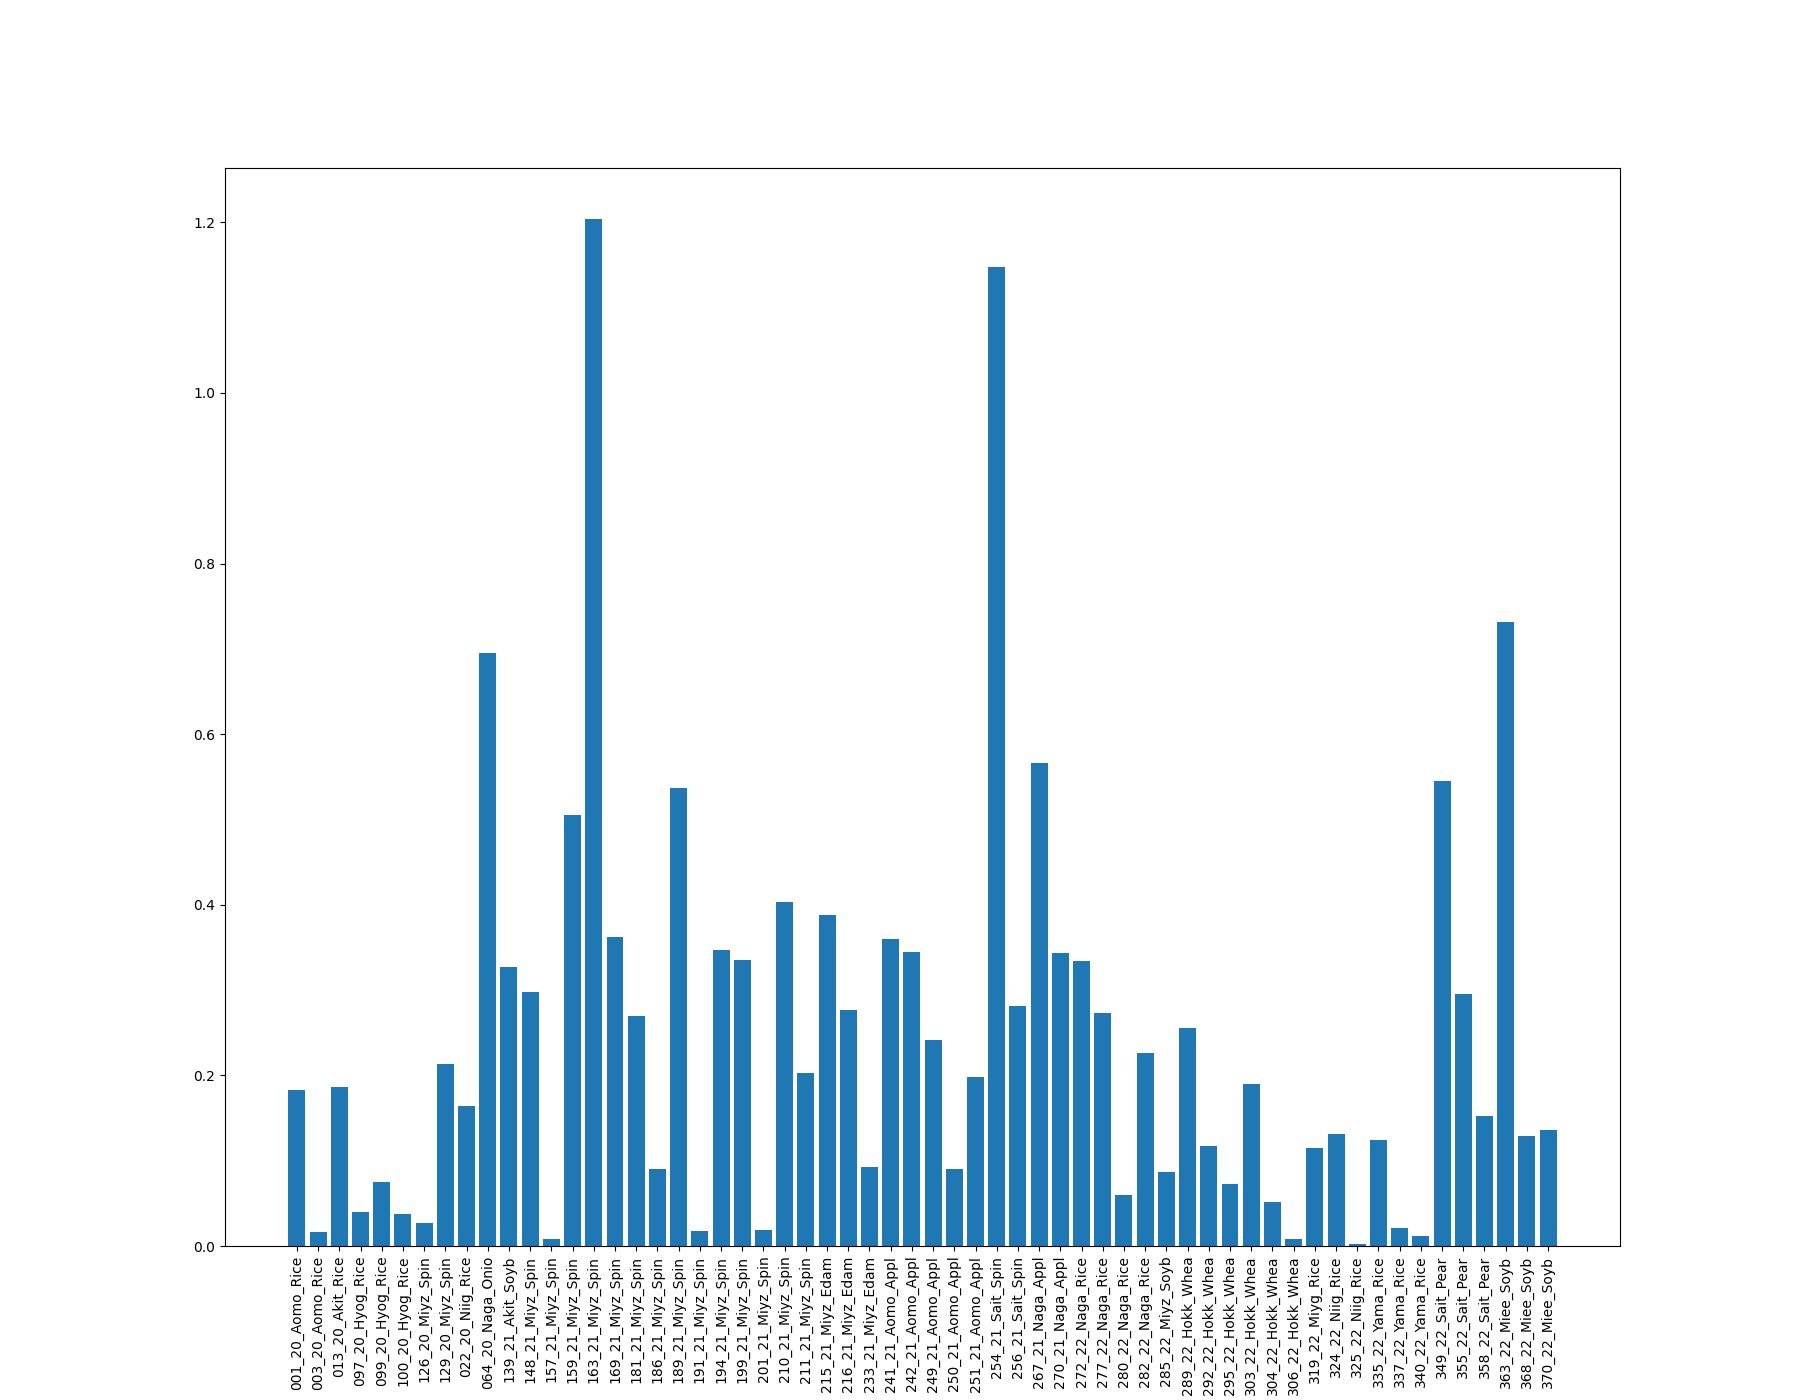 1.2
1.0
0.8
0.6
0.4
0.2
0.0
001_20_Aomo_Rice
003_20_Aomo_Rice
013_20_Akit_Rice
097_20_Hyog_Rice
099_20_Hyog_Rice
100_20_Hyog_Rice
126_20_Miyz_Spin
129_20_Miyz_Spin
022_20_Niig_Rice
064_20_Naga_Onio
139_21_Akit_Soyb
148_21_Miyz_Spin
157_21_Miyz_Spin
159_21_Miyz_Spin
163_21_Miyz_Spin
169_21_Miyz_Spin
181_21_Miyz_Spin
186_21_Miyz_Spin
189_21_Miyz_Spin
191_21_Miyz_Spin
194_21_Miyz_Spin
199_21_Miyz_Spin
201_21_Miyz_Spin
210_21_Miyz_Spin
211_21_Miyz_Spin
215_21_Miyz_Edam
216_21_Miyz_Edam
233_21_Miyz_Edam
241_21_Aomo_Appl
242_21_Aomo_Appl
249_21_Aomo_Appl
250_21_Aomo_Appl
251_21_Aomo_Appl
254_21_Sait_Spin
256_21_Sait_Spin
267_21_Naga_Appl
270_21_Naga_Appl
272_22_Naga_Rice
277_22_Naga_Rice
280_22_Naga_Rice
282_22_Naga_Rice
285_22_Miyz_Soyb
289_22_Hokk_Whea
292_22_Hokk_Whea
295_22_Hokk_Whea
303_22_Hokk_Whea
304_22_Hokk_Whea
306_22_Hokk_Whea
319_22_Miyg_Rice
324_22_Niig_Rice
325_22_Niig_Rice
335_22_Yama_Rice
337_22_Yama_Rice
340_22_Yama_Rice
349_22_Sait_Pear
355_22_Sait_Pear
358_22_Sait_Pear
363_22_Miee_Soyb
368_22_Miee_Soyb
370_22_Miee_Soyb